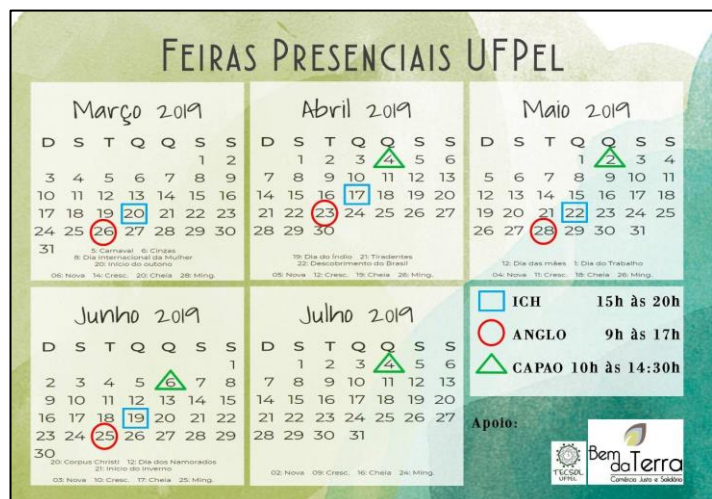 FEIRAS PRESENCIAIS UFPEL
Março 2019
D S T Q Q S S
1 2
3 4 5 6 7 8 9
10 11 12 13 14 15 16
17 18 19 20 21 22 23
24 25 26 27 28 29 30
31
5: Carnaval 6: Cinzas
8: Dia Internacional da Mulher
20: Início do outono
06: Nova 14: Cresc. 20: Cheia 28: Ming.
Abril 2019
D S T Q Q S S
1 2 3 4 5 6
7 8 9 10 11 12 13
14 15 16 17 18 19 20
21 22 23 24 25 26 27
28 29 30
19: Dia do Índio 21: Tiradentes
22: Descobrimento do Brasil
05: Nova 12: Cresc. 19: Cheia 26: Ming.
Maio 2019
D S T Q Q S S
1 2 3 4
5 6 7 8 9 10 11
12 13 14 15 16 17 18
19 20 21 22 23 24 25
26 27 28 29 30 31
12: Dia das mães 1: Dia do Trabalho
04: Nova 11: Cresc. 18: Cheia 26: Ming.
Junho 2019
D S T Q Q S S
1
2 3 4 5 6 7 8
9 10 11 12 13 14 15
16 17 18 19 20 21 22
23 24 25 26 27 28 29
30
20: Corpus Christi 12: Dia dos Namorados
21: Início do inverno
03: Nova 10: Cresc. 17: Cheia 25: Ming.
Julho 2019
D S T Q Q S S
1 2 3 4 5 6
7 8 9 10 11 12 13
14 15 16 17 18 19 20
21 22 23 24 25 26 27
28 29 30 31
02: Nova 09: Cresc. 16: Cheia 24: Ming.
ICH 15h às 20h
ANGLO 9h às 17h
CAPAO 10h às 14:30h
Apoio:
TECSOL
UFPEL
Bem
da Terra
Comércio Justo e Solidário